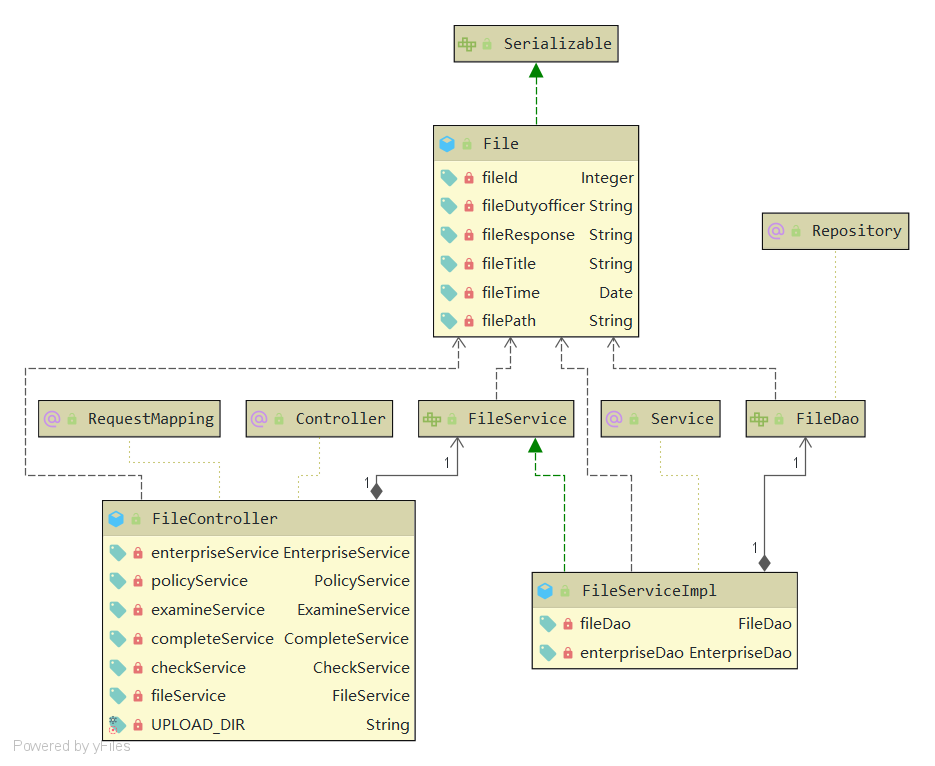 Serializable
File
fileId Integer
fileDutyofficer String
fileResponse String
fileTitle String
fileTime Date
filePath String
Repository
RequestMapping
Controller
FileService
Service
FileDao
1
1
1
1
FileController
enterpriseService EnterpriseService
policyService PolicyService
examineService ExamineService
completeService CompleteService
checkService CheckService
fileService FileService
UPLOAD_DIR String
FileServiceImpl
fileDao FileDao
enterpriseDao EnterpriseDao
Powered by yFiles